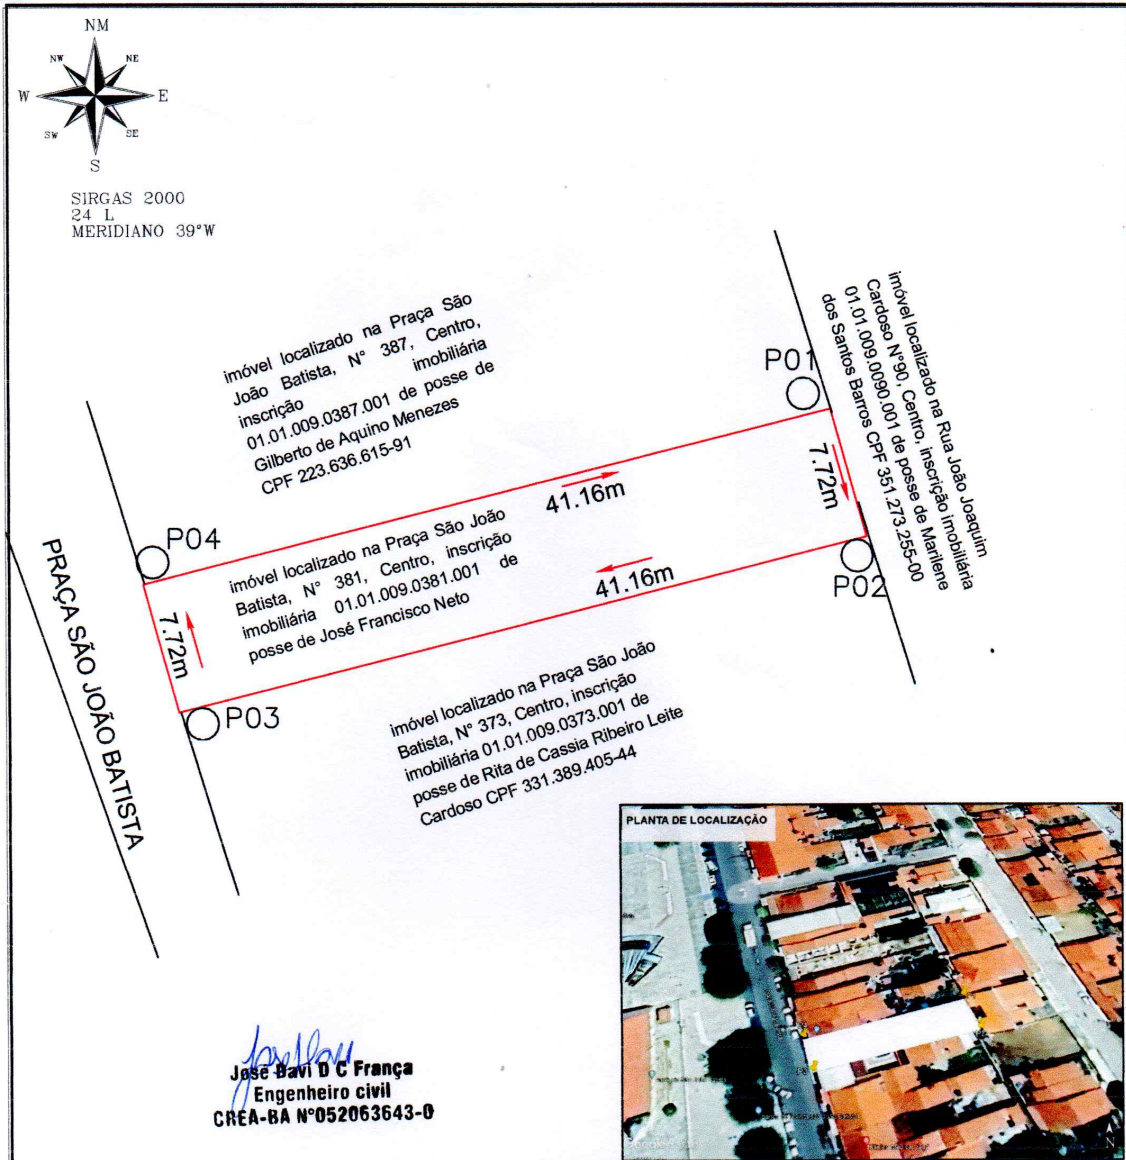 NM
NW
NE
W
E
SW
SE
S
SIRGAS 2000
24 L
MERIDIANO 39°W
imóvel localizado na Praça São
João Batista, N° 387, Centro,
inscrição imobiliária
01.01.009.0387.001 de posse de
Gilberto de Aquino Menezes
CPF 223.636.615-91
imóvel localizado na Rua João Joaquim
Cardoso N°90, Centro, inscrição imobiliária
01.01.009.0090.001 de posse de Marilene
dos Santos Barros CPF 351.273.255-00
P01
7.72m
41.16m
P04
imóvel localizado na Praça São João
Batista, N° 381, Centro, inscrição
imobiliária 01.01.009.0381.001 de
posse de José Francisco Neto
41.16m
P02
7.72m
P03
PRAÇA SÃO JOÃO BATISTA
imóvel localizado na Praça São João
Batista, N° 373, Centro, inscrição
imobiliária 01.01.009.0373.001 de
posse de Rita de Cassia Ribeiro Leite
Cardoso CPF 331.389.405-44
PLANTA DE LOCALIZAÇÃO
N
José Davi D C França
Engenheiro civil
CREA-BA N°052063643-0